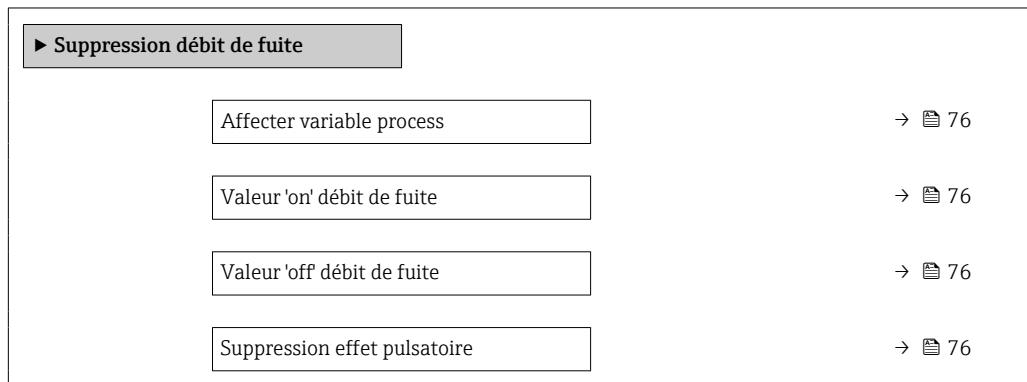 ▶ Suppression débit de fuite
Affecter variable process → 76
Valeur 'on' débit de fuite → 76
Valeur 'off' débit de fuite → 76
Suppression effet pulsatoire → 76